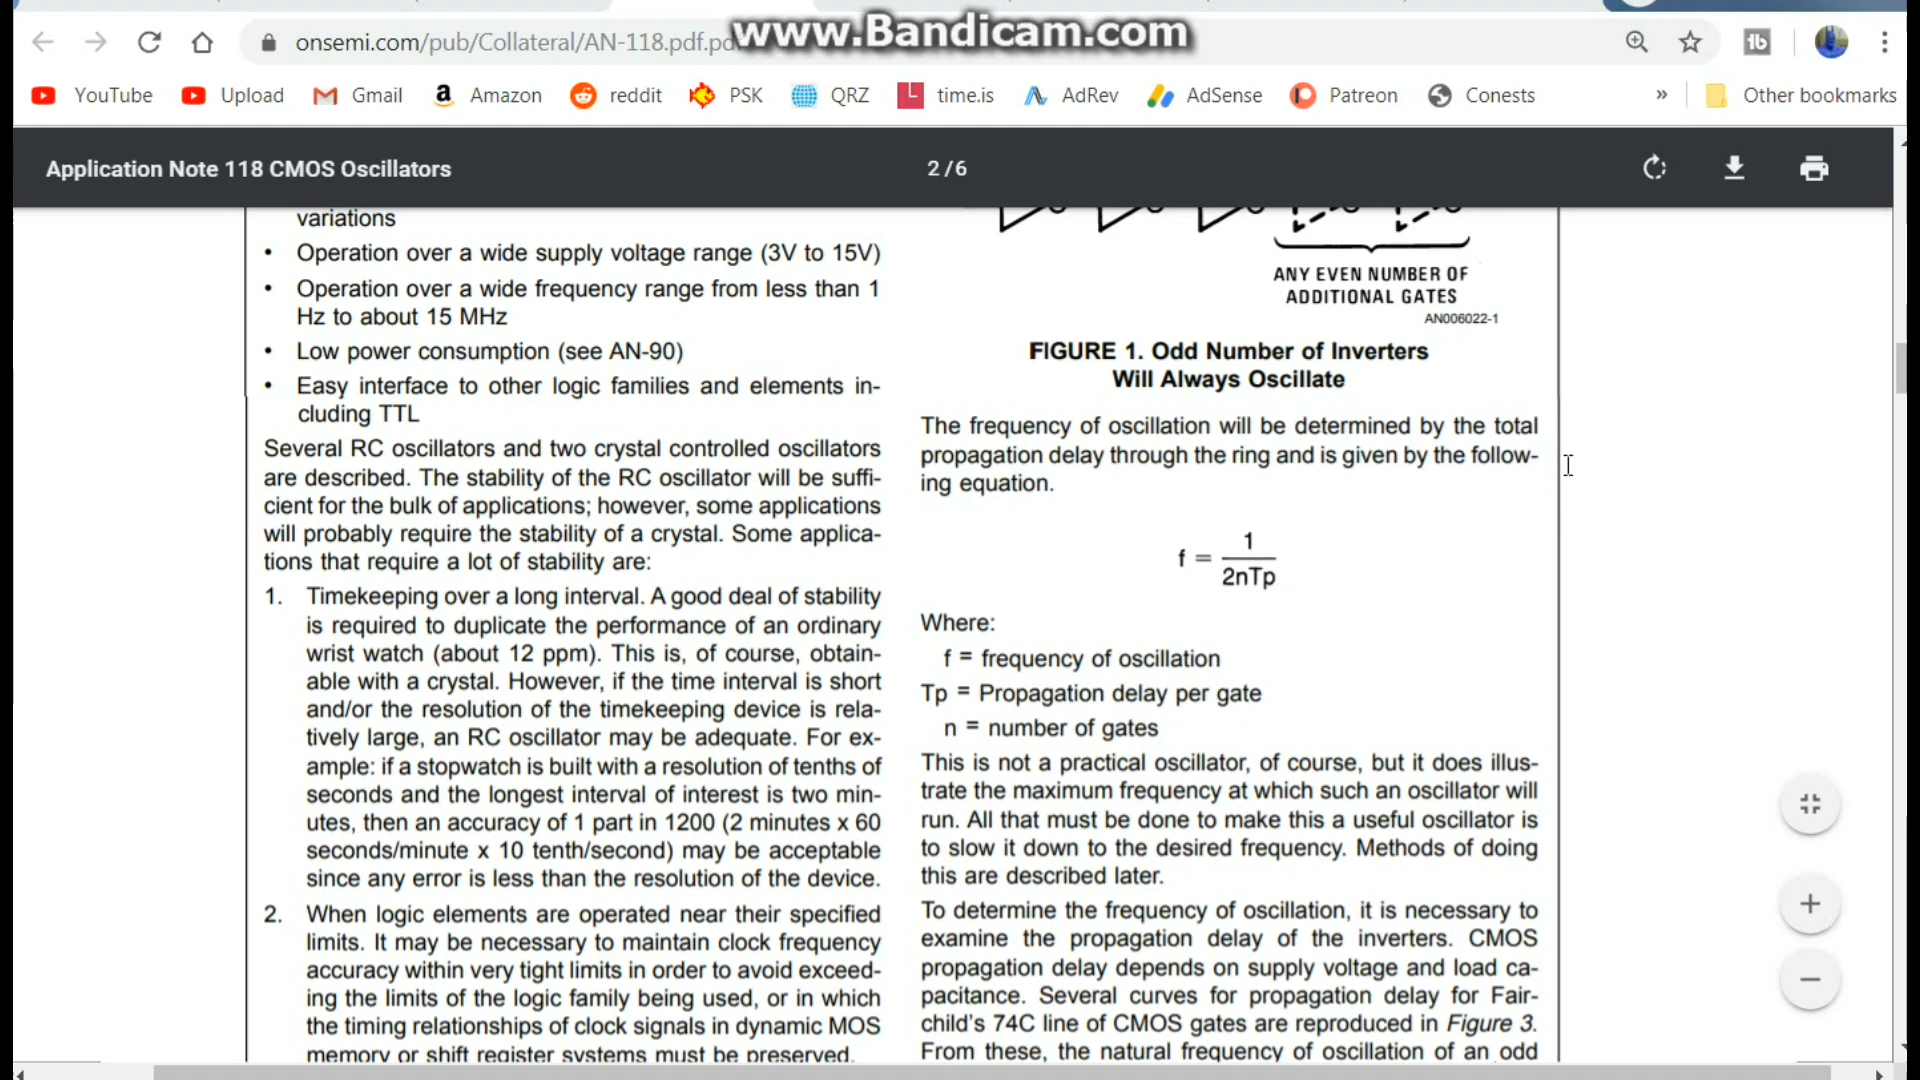 www.Bandicam.com
onsemi.com/pub/Collateral/AN-118.pdf.pd
YouTube
Upload
Gmail
Amazon
reddit
PSK
QRZ
time.is
AdRev
AdSense
Patreon
Conests
»
Other bookmarks
Application Note 118 CMOS Oscillators
2 / 6
variations
• Operation over a wide supply voltage range (3V to 15V)
• Operation over a wide frequency range from less than 1
Hz to about 15 MHz
• Low power consumption (see AN-90)
• Easy interface to other logic families and elements in-
cluding TTL
Several RC oscillators and two crystal controlled oscillators
are described. The stability of the RC oscillator will be suffi-
cient for the bulk of applications; however, some applications
will probably require the stability of a crystal. Some applica-
tions that require a lot of stability are:
1. Timekeeping over a long interval. A good deal of stability
is required to duplicate the performance of an ordinary
wrist watch (about 12 ppm). This is, of course, obtain-
able with a crystal. However, if the time interval is short
and/or the resolution of the timekeeping device is rela-
tively large, an RC oscillator may be adequate. For ex-
ample: if a stopwatch is built with a resolution of tenths of
seconds and the longest interval of interest is two min-
utes, then an accuracy of 1 part in 1200 (2 minutes x 60
seconds/minute x 10 tenth/second) may be acceptable
since any error is less than the resolution of the device.
2. When logic elements are operated near their specified
limits. It may be necessary to maintain clock frequency
accuracy within very tight limits in order to avoid exceed-
ing the limits of the logic family being used, or in which
the timing relationships of clock signals in dynamic MOS
memory or shift register systems must be preserved.
ANY EVEN NUMBER OF
ADDITIONAL GATES
AN006022-1
FIGURE 1. Odd Number of Inverters
Will Always Oscillate
The frequency of oscillation will be determined by the total
propagation delay through the ring and is given by the follow-
ing equation.
f = 1 / 2nTp
Where:
f = frequency of oscillation
Tp = Propagation delay per gate
n = number of gates
This is not a practical oscillator, of course, but it does illus-
trate the maximum frequency at which such an oscillator will
run. All that must be done to make this a useful oscillator is
to slow it down to the desired frequency. Methods of doing
this are described later.
To determine the frequency of oscillation, it is necessary to
examine the propagation delay of the inverters. CMOS
propagation delay depends on supply voltage and load ca-
pacitance. Several curves for propagation delay for Fair-
child's 74C line of CMOS gates are reproduced in Figure 3.
From these, the natural frequency of oscillation of an odd